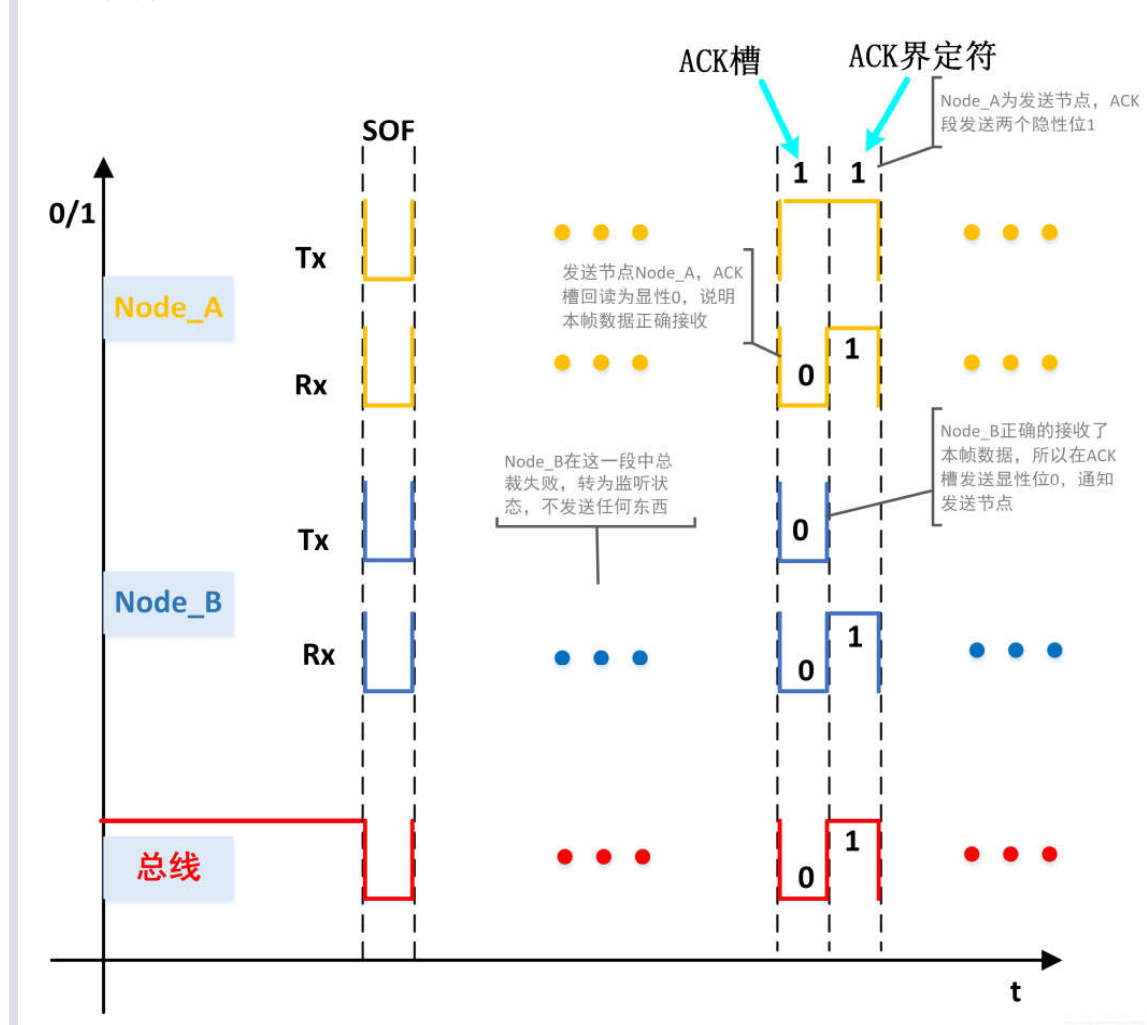 ACK槽
ACK界定符
Node_A为发送节点，ACK
段发送两个隐性位1
SOF
1
1
0/1
Tx
发送节点Node_A，ACK
槽回读为显性0，说明
本帧数据正确接收
Node_A
1
Rx
0
Node_B正确的接收了
本帧数据，所以在ACK
槽发送显性位0，通知
发送节点
Node_B在这一段中总
裁失败，转为监听状
态，不发送任何东西
Tx
0
Node_B
1
Rx
0
1
总线
0
t